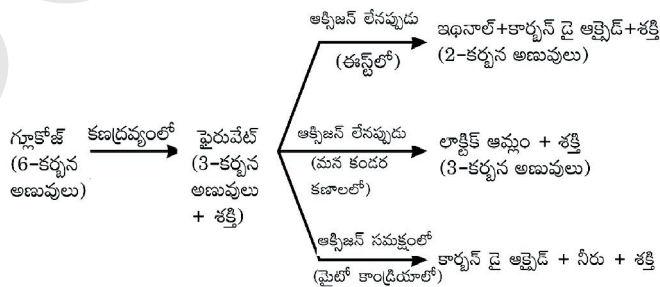 ఆక్సిజన్ లేనప్పుడు
ఇథనాల్+కార్బన్ డై ఆక్సైడ్+శక్తి
(ఈస్ట్‌లో)
(2-కర్బన అణువులు)
గ్లూకోజ్
(6-కర్బన
అణువులు)
కణద్రవ్యంలో
ఫైరువేట్
(3-కర్బన
అణువులు
+ శక్తి)
ఆక్సిజన్ లేనప్పుడు
(మన కండర
కణాలలో)
లాక్టిక్ ఆమ్లం + శక్తి
(3-కర్బన అణువులు)
ఆక్సిజన్ సమక్షంలో
(మైటో కాండ్రియాలో)
కార్బన్ డై ఆక్సైడ్ + నీరు + శక్తి